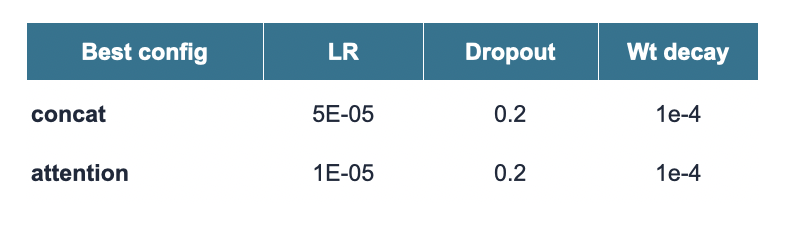 Best config LR Dropout Wt decay
concat 5E-05 0.2 1e-4
attention 1E-05 0.2 1e-4